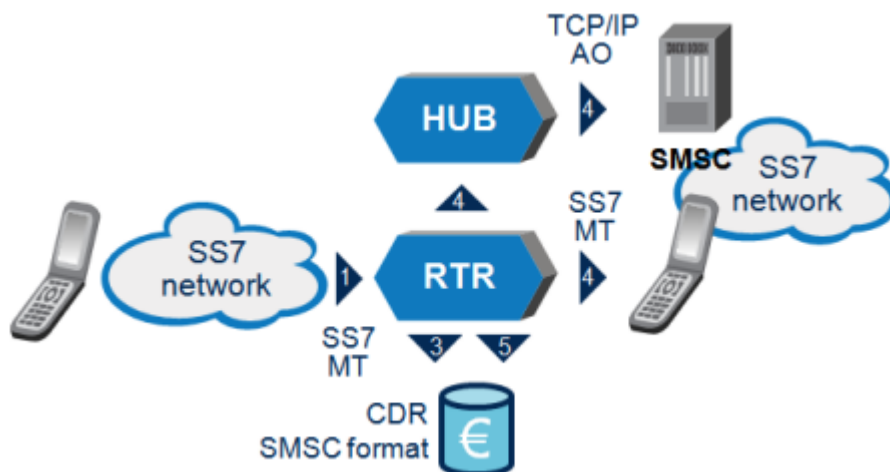 TCP/IP
AO
HUB
4
SMSC
SS7
network
4
SS7
MT
SS7
network
1
RTR
4
SS7
MT
3
5
CDR
SMSC format
€